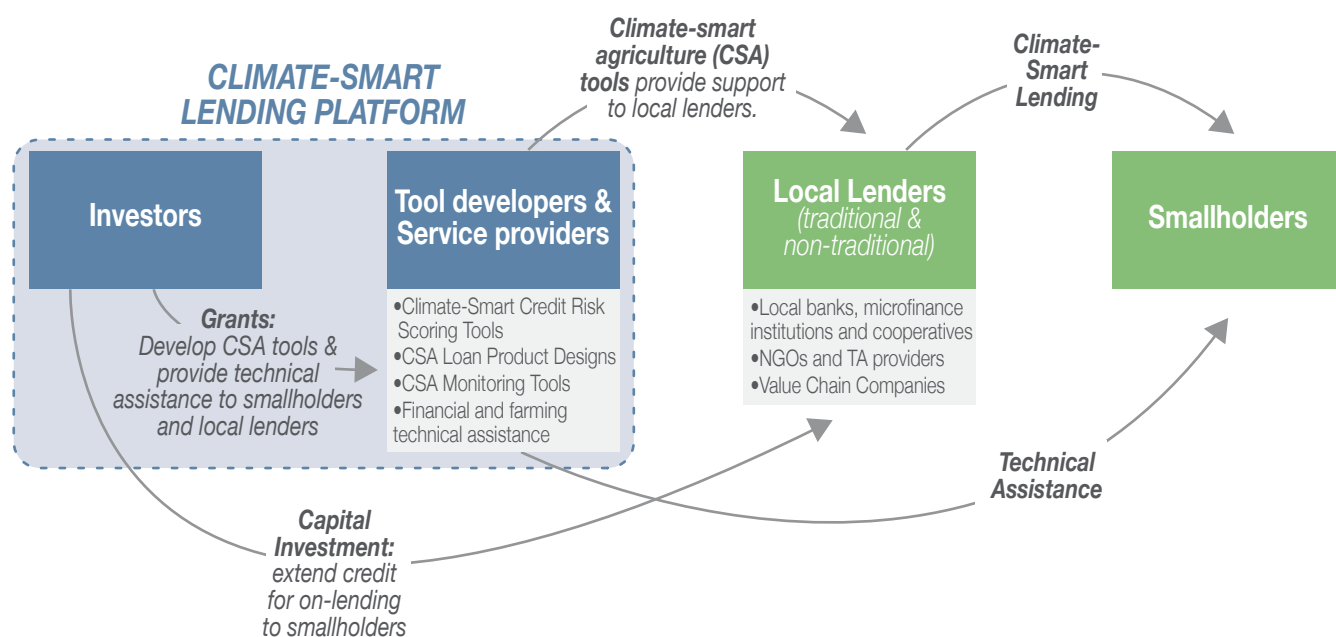 CLIMATE-SMART
LENDING PLATFORM
Climate-smart
agriculture (CSA)
tools provide support
to local lenders.
Climate-
Smart
Lending
Investors
Tool developers &
Service providers
Local Lenders
(traditional &
non-traditional)
Smallholders
Grants:
Develop CSA tools &
provide technical
assistance to smallholders
and local lenders
•Climate-Smart Credit Risk
Scoring Tools
•CSA Loan Product Designs
•CSA Monitoring Tools
•Financial and farming
technical assistance
•Local banks, microfinance
institutions and cooperatives
•NGOs and TA providers
•Value Chain Companies
Technical
Assistance
Capital
Investment:
extend credit
for on-lending
to smallholders